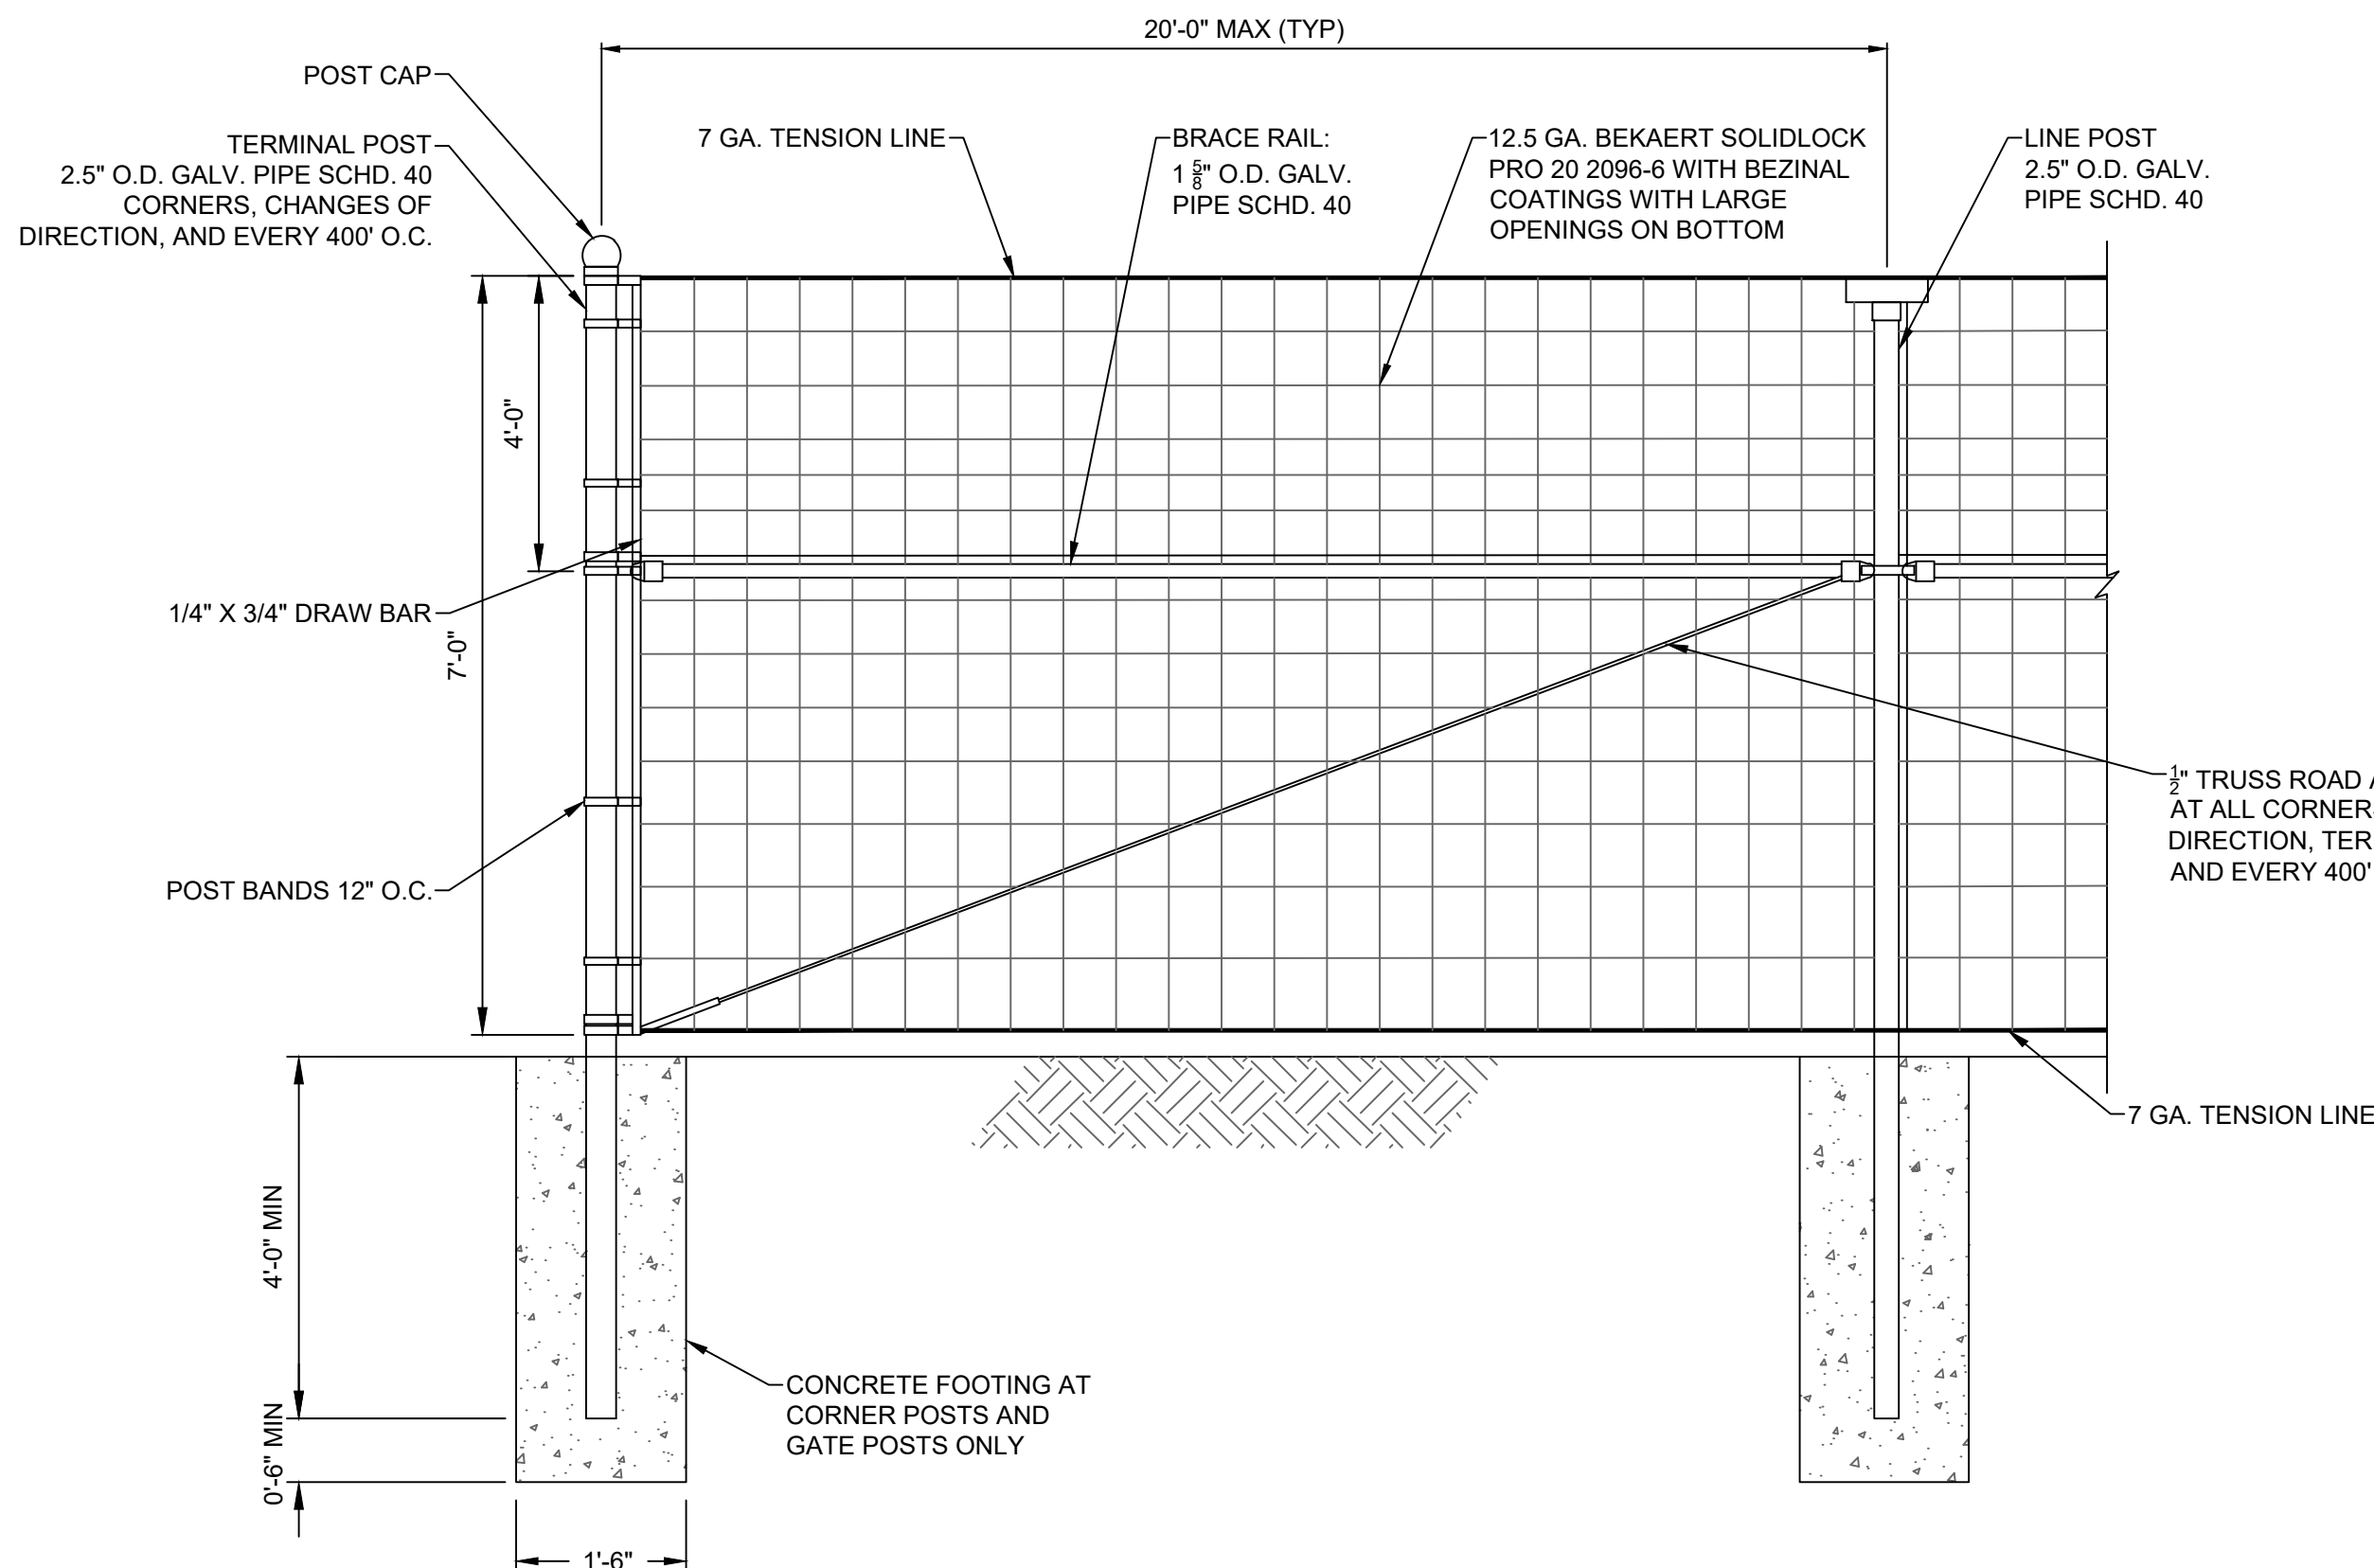 20'-0" MAX (TYP)
POST CAP
TERMINAL POST
2.5" O.D. GALV. PIPE SCHD. 40
CORNERS, CHANGES OF
DIRECTION, AND EVERY 400' O.C.
7 GA. TENSION LINE
BRACE RAIL:
1 5/8" O.D. GALV.
PIPE SCHD. 40
12.5 GA. BEKAERT SOLIDLOCK
PRO 20 2096-6 WITH BEZINAL
COATINGS WITH LARGE
OPENINGS ON BOTTOM
LINE POST
2.5" O.D. GALV.
PIPE SCHD. 40
4'-0"
7'-0"
1/4" X 3/4" DRAW BAR
POST BANDS 12" O.C.
1/2" TRUSS ROAD
AT ALL
DIRECTION,
AND EVERY 400'
7 GA. TENSION LINE
4'-0" MIN
0'-6" MIN
CONCRETE FOOTING AT
CORNER POSTS AND
GATE POSTS ONLY
1'-6"